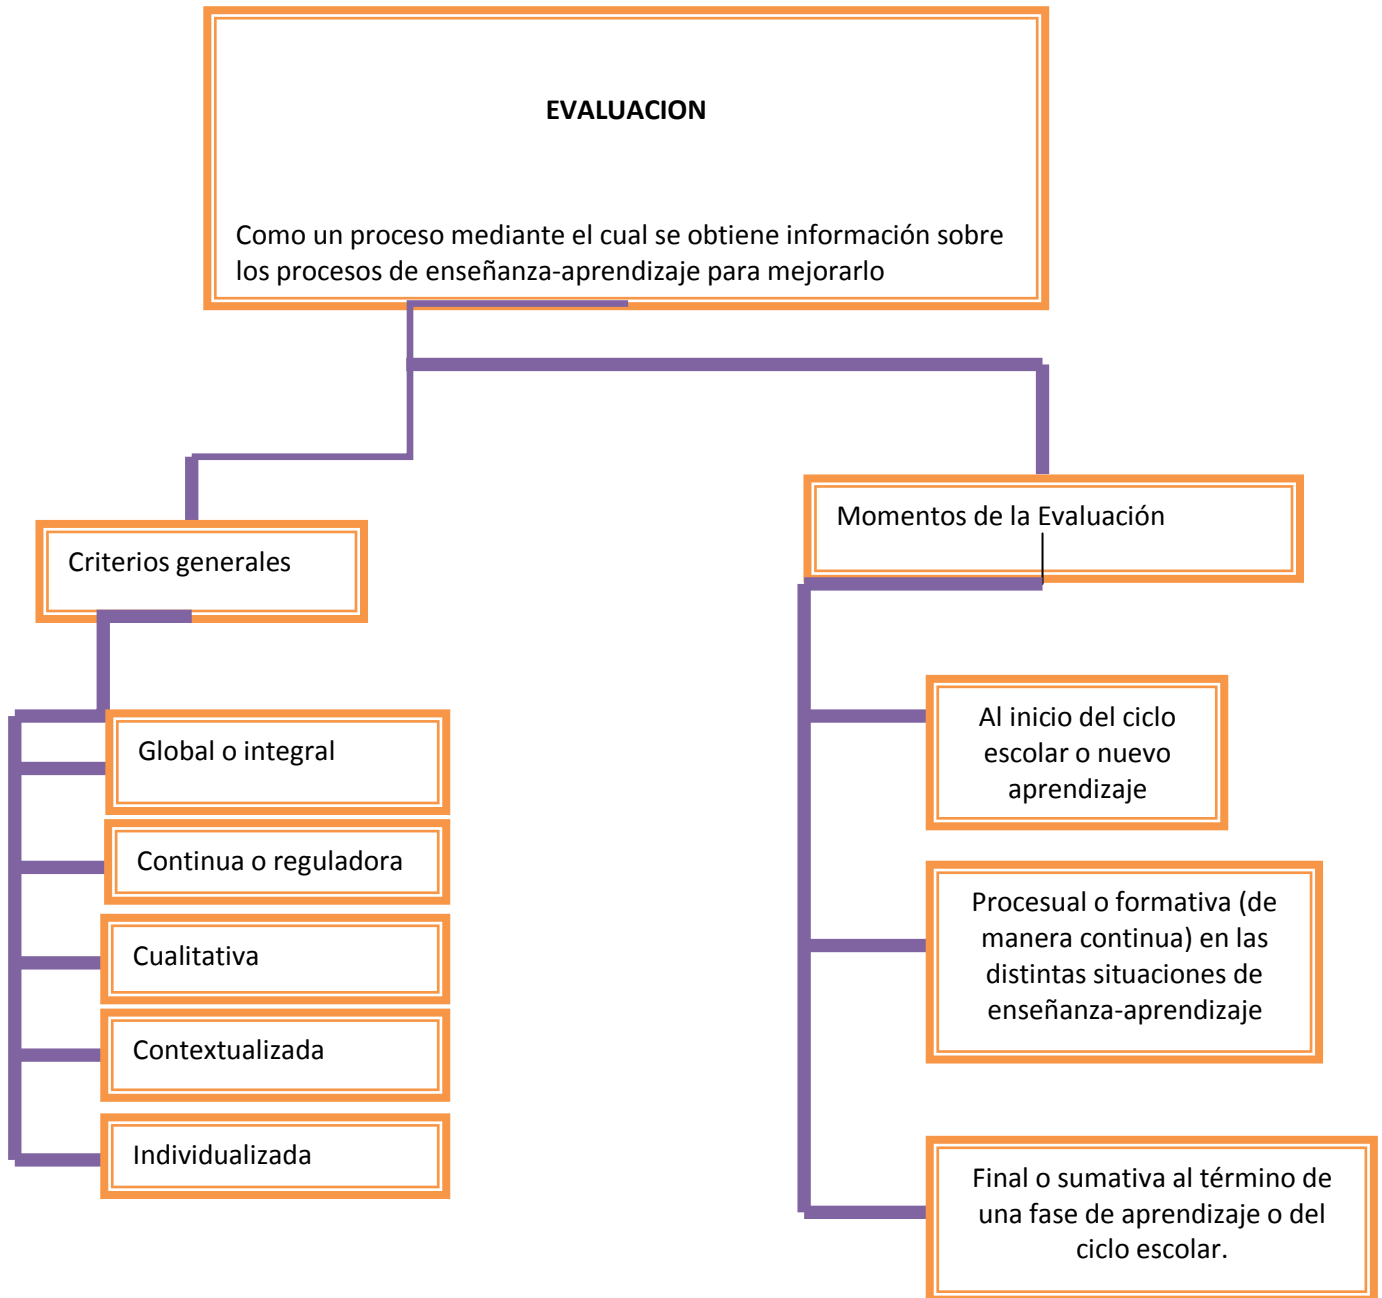 EVALUACION
Como un proceso mediante el cual se obtiene información sobre
los procesos de enseñanza-aprendizaje para mejorarlo
Criterios generales
Global o integral
Continua o reguladora
Cualitativa
Contextualizada
Individualizada
Momentos de la Evaluación
Al inicio del ciclo
escolar o nuevo
aprendizaje
Procesual o formativa (de
manera continua) en las
distintas situaciones de
enseñanza-aprendizaje
Final o sumativa al término de
una fase de aprendizaje o del
ciclo escolar.